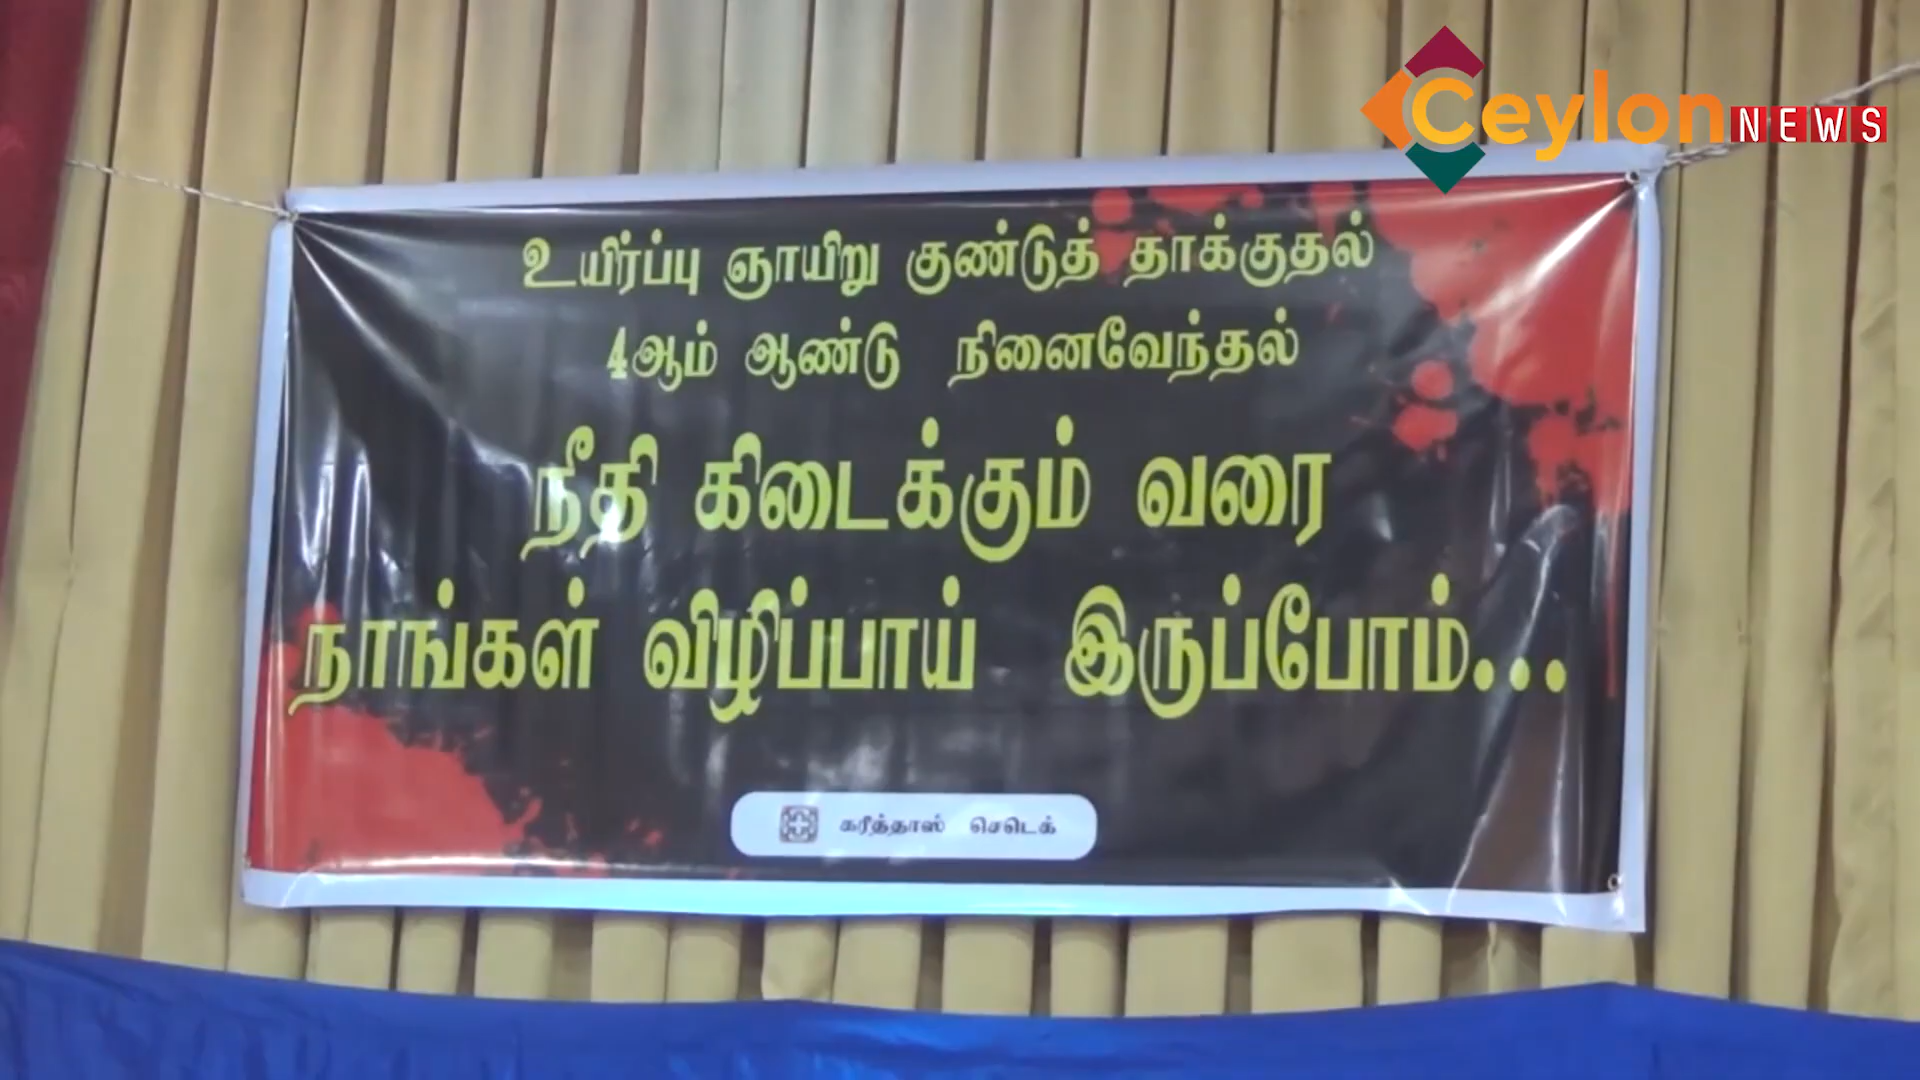 Ceylon NEWS
உயிர்ப்பு ஞாயிறு குண்டுத் தாக்குதல்
4ஆம் ஆண்டு நினைவேந்தல்
நீதி கிடைக்கும் வரை
நாங்கள் விழிப்பாய் இருப்போம்...
கரீத்தாஸ் செடெக்